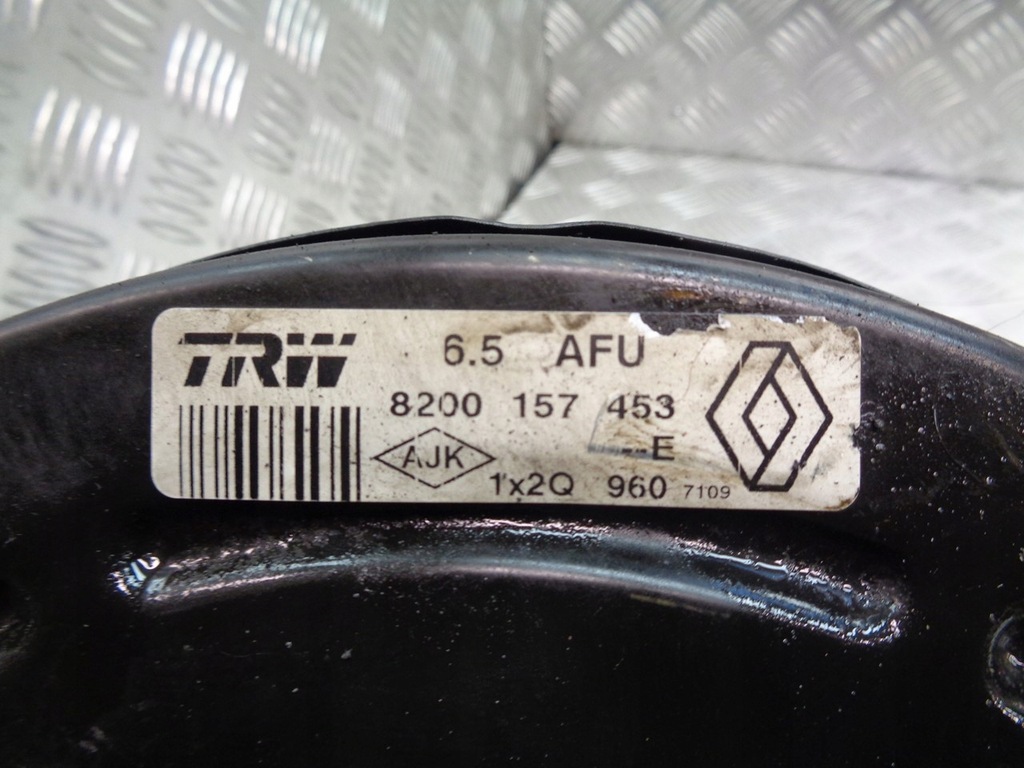 TRW 6.5 AFU
8200 157 453
E
AJK
1x2Q 960 7109